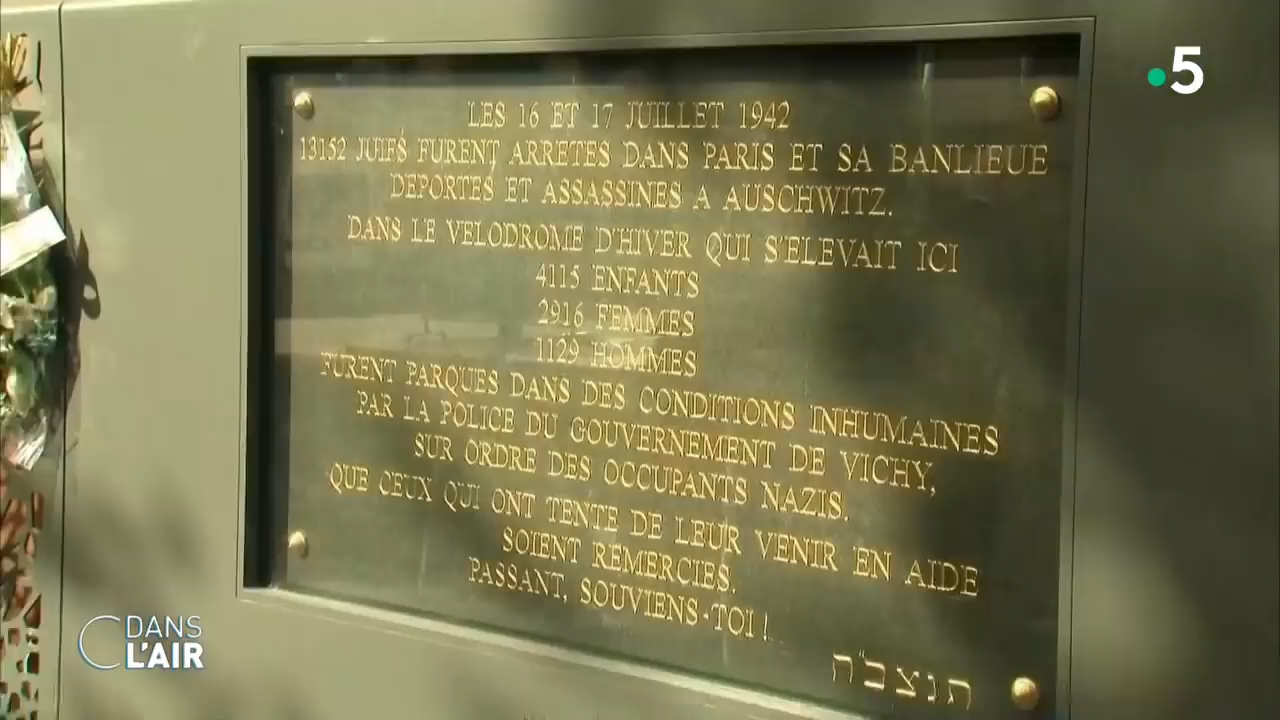 LES 16 ET 17 JUILLET 1942
13152 JUIFS FURENT ARRETES DANS PARIS ET SA BANLIEUE
DEPORTES ET ASSASSINES A AUSCHWITZ.
DANS LE VELODROME D'HIVER QUI S'ELEVAIT ICI
4115 ENFANTS
2916 FEMMES
1129 HOMMES
FURENT PARQUES DANS DES CONDITIONS INHUMAINES
PAR LA POLICE DU GOUVERNEMENT DE VICHY,
SUR ORDRE DES OCCUPANTS NAZIS.
QUE CEUX QUI ONT TENTE DE LEUR VENIR EN AIDE
SOIENT REMERCIES.
PASSANT, SOUVIENS-TOI !
תנצב״ה
5
C DANS
L'AIR